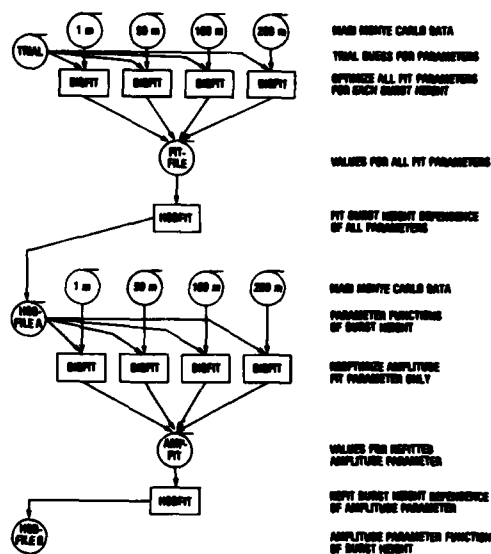 1 m
30 m
100 m
200 m
MASH MONTE CARLO DATA
TRIAL
TRIAL GUESS FOR PARAMETERS
BIGFIT
BIGFIT
BIGFIT
BIGFIT
OPTIMIZE ALL FIT PARAMETERS
FOR EACH BURST HEIGHT
FIT-
FILE
VALUES FOR ALL FIT PARAMETERS
HOBFIT
FIT BURST HEIGHT DEPENDENCE
OF ALL PARAMETERS
1 m
30 m
100 m
200 m
MASH MONTE CARLO DATA
HOB-
FILE A
PARAMETER FUNCTIONS
OF BURST HEIGHT
BIGFIT
BIGFIT
BIGFIT
BIGFIT
REOPTIMIZE AMPLITUDE
FIT PARAMETER ONLY
AMP-
FIT
VALUES FOR REFITTED
AMPLITUDE PARAMETER
HOBFIT
REFIT BURST HEIGHT DEPENDENCE
OF AMPLITUDE PARAMETER
HOB-
FILE B
AMPLITUDE PARAMETER FUNCTION
OF BURST HEIGHT